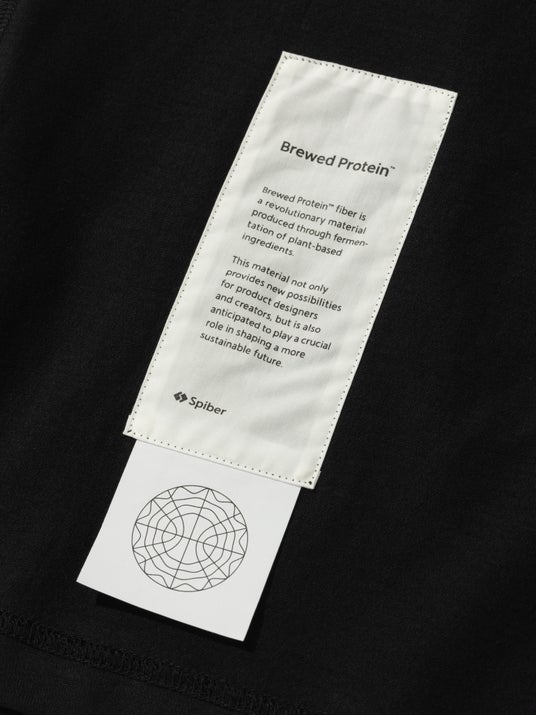 Brewed Protein™
Brewed Protein™ fiber is
a revolutionary material
produced through fermen-
tation of plant-based
ingredients.
This material not only
provides new possibilities
for product designers
and creators, but is also
anticipated to play a crucial
role in shaping a more
sustainable future.
Spiber